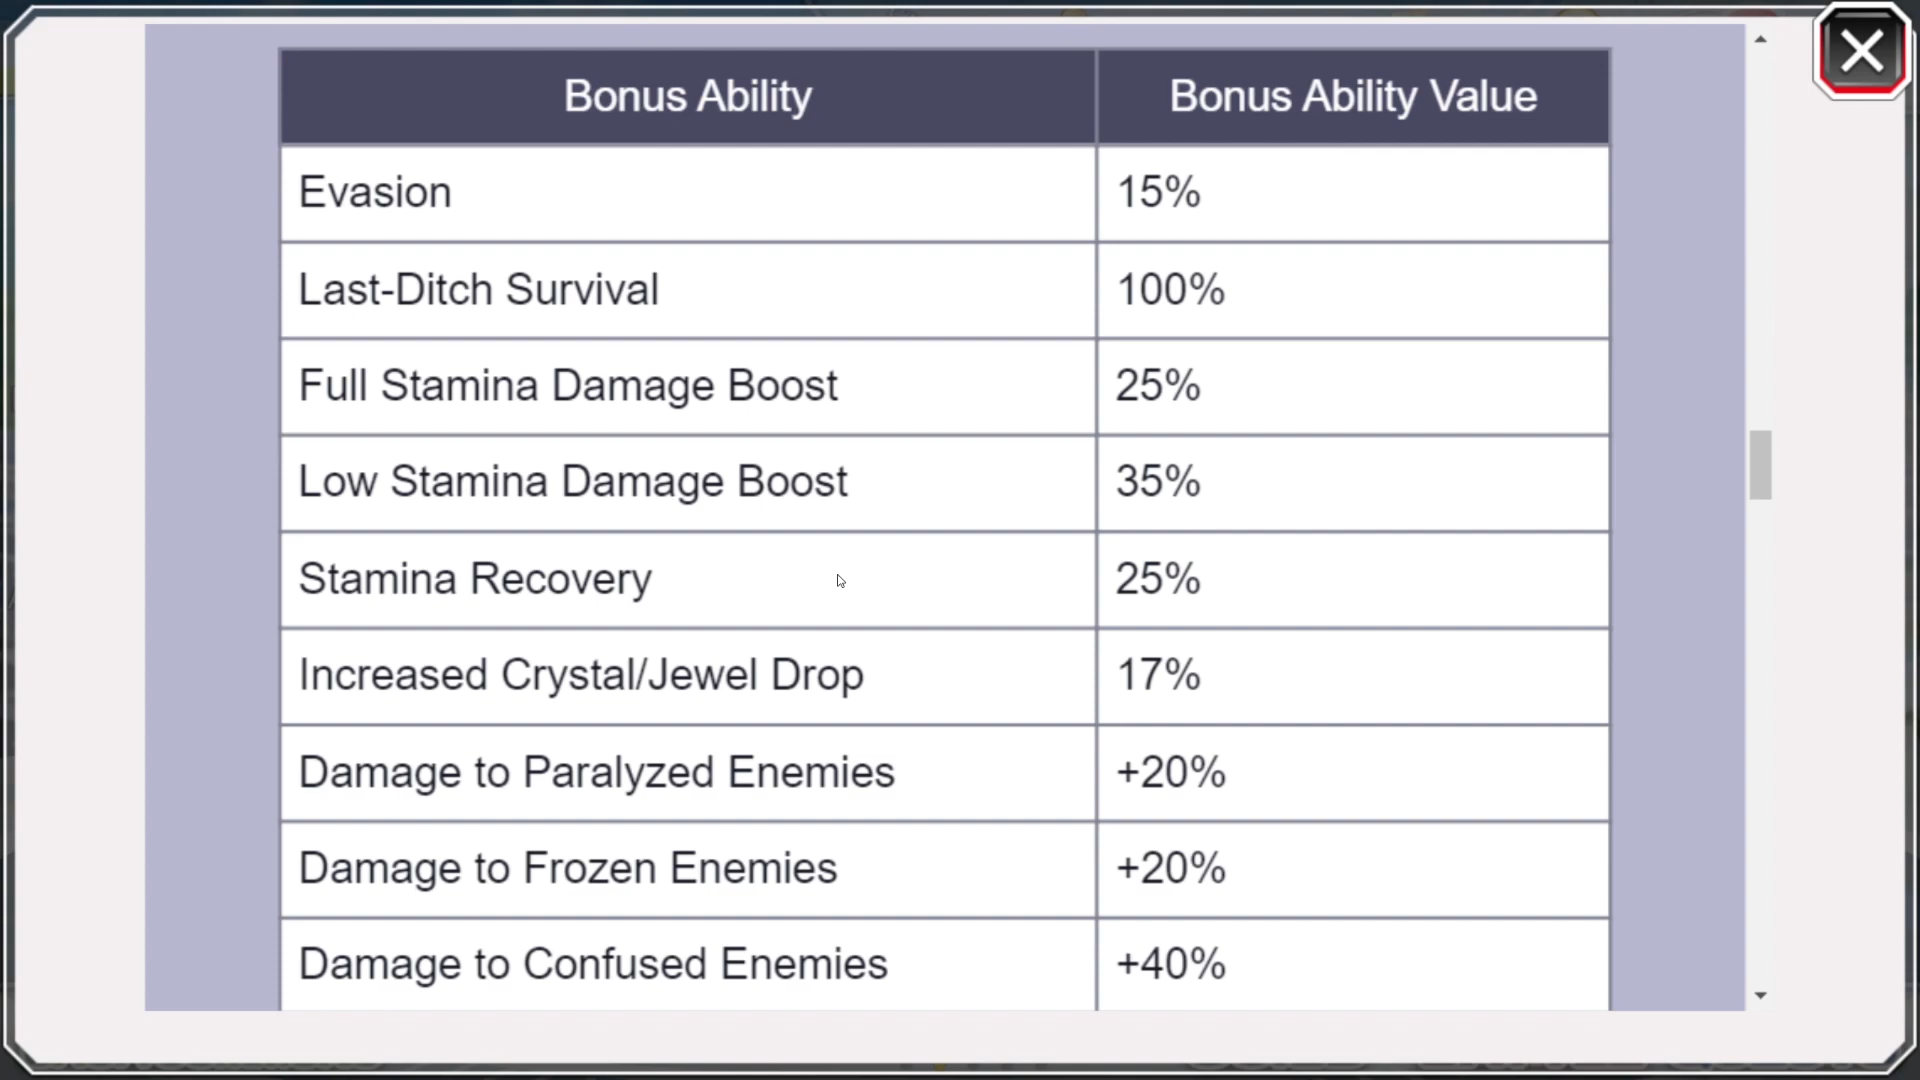 Bonus Ability Bonus Ability Value
Evasion 15%
Last-Ditch Survival 100%
Full Stamina Damage Boost 25%
Low Stamina Damage Boost 35%
Stamina Recovery 25%
Increased Crystal/Jewel Drop 17%
Damage to Paralyzed Enemies +20%
Damage to Frozen Enemies +20%
Damage to Confused Enemies +40%